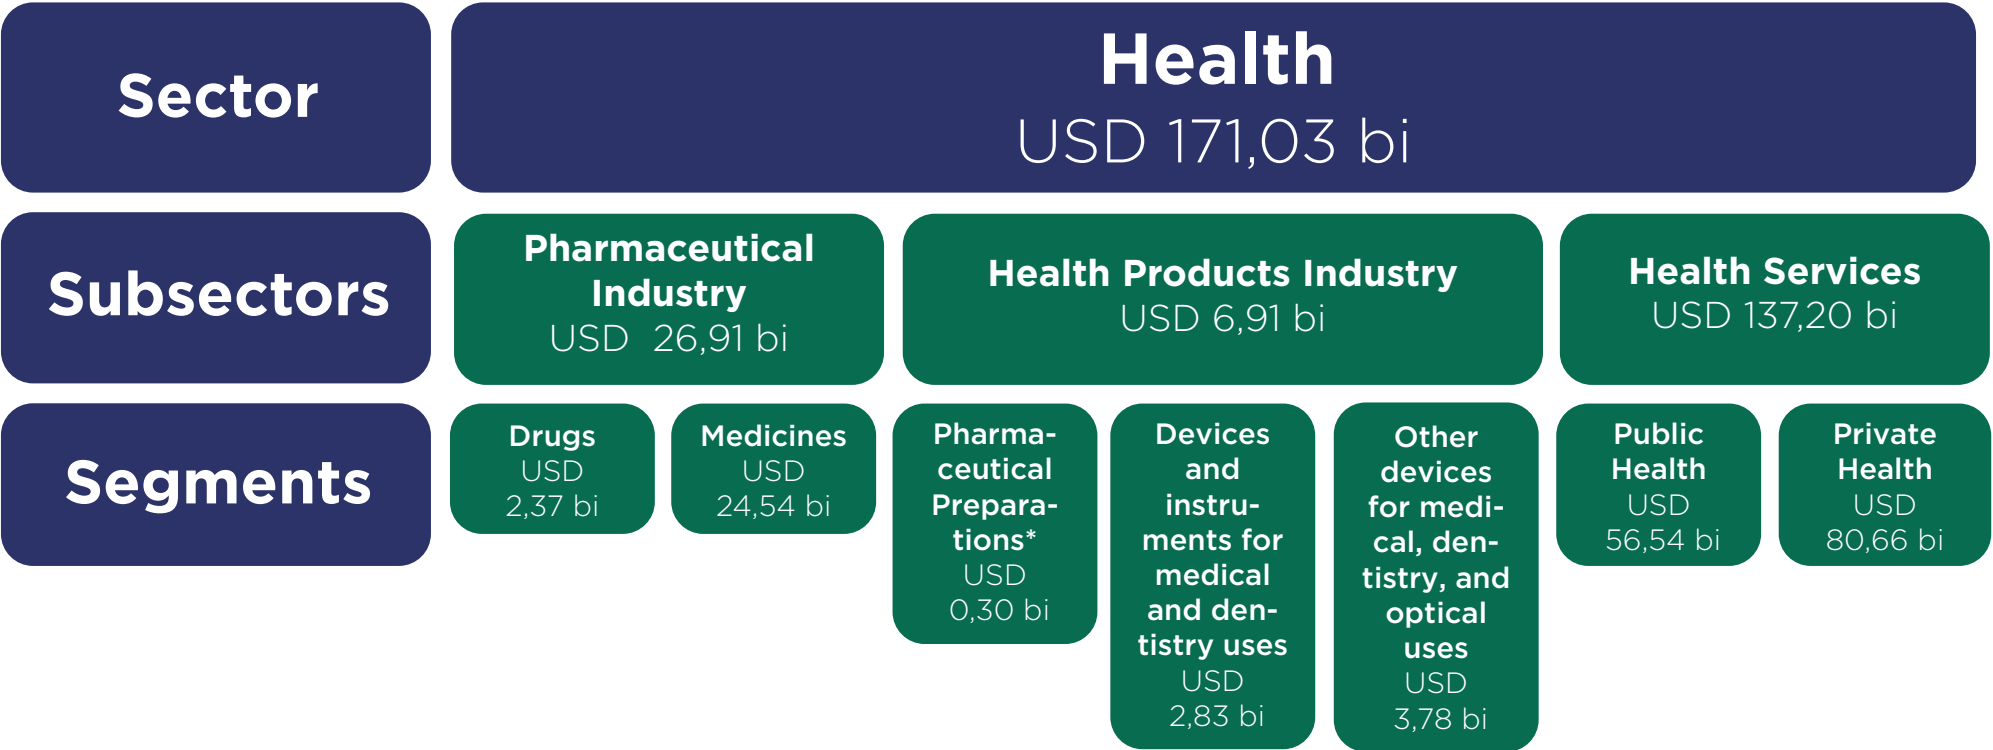 Sector
Health
USD 171,03 bi
Subsectors
Pharmaceutical
Industry
USD 26,91 bi
Health Products Industry
USD 6,91 bi
Health Services
USD 137,20 bi
Segments
Drugs
USD
2,37 bi
Medicines
USD
24,54 bi
Pharma-
ceutical
Prepara-
tions*
USD
0,30 bi
Devices
and
instru-
ments for
medical
and den-
tistry uses
USD
2,83 bi
Other
devices
for medi-
cal, den-
tistry, and
optical
uses
USD
3,78 bi
Public
Health
USD
56,54 bi
Private
Health
USD
80,66 bi